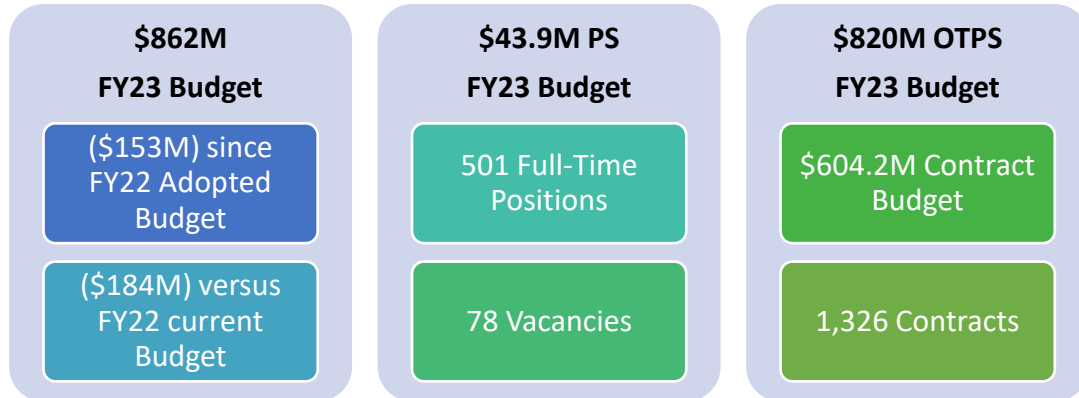 $862M
FY23 Budget
($153M) since
FY22 Adopted
Budget
($184M) versus
FY22 current
Budget
$43.9M PS
FY23 Budget
501 Full-Time
Positions
78 Vacancies
$820M OTPS
FY23 Budget
$604.2M Contract
Budget
1,326 Contracts